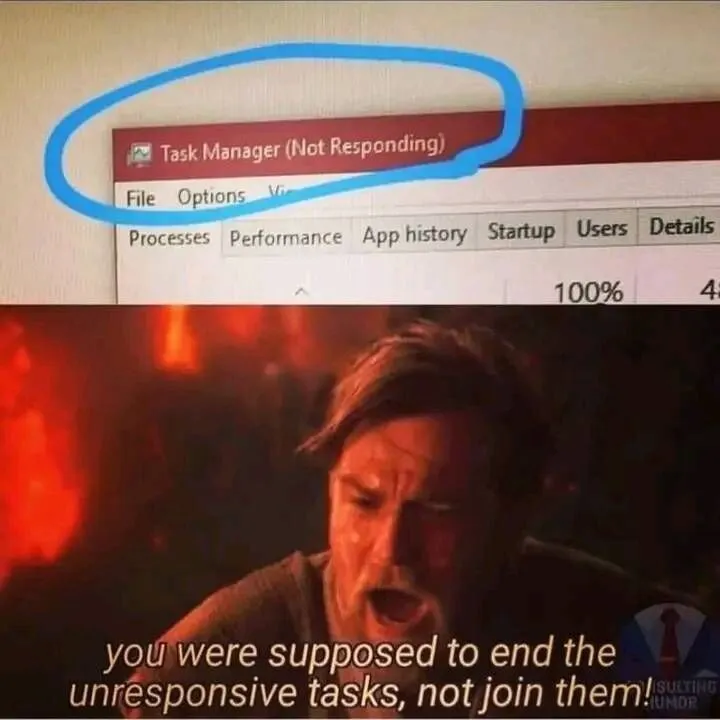 Task Manager (Not Responding)
File Options
Processes Performance App history Startup Users Details
100%
you were supposed to end the
unresponsive tasks, not join them!
HUMOR